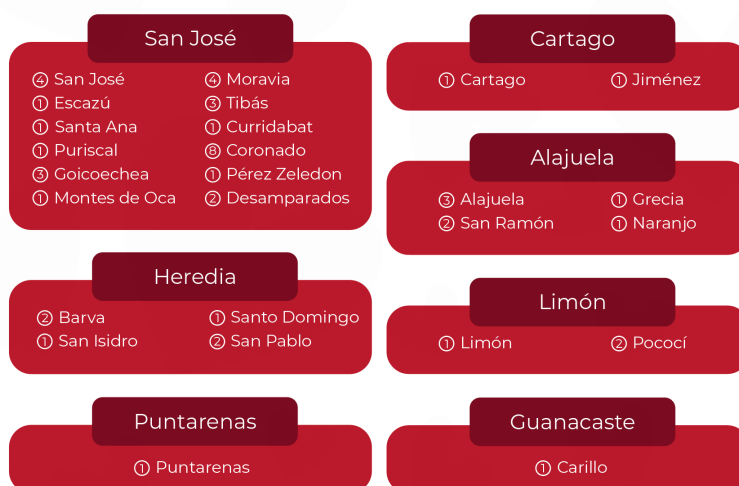 San José
④ San José
① Escazú
① Santa Ana
① Puriscal
③ Goicoechea
① Montes de Oca
④ Moravia
③ Tibás
① Curridabat
⑧ Coronado
① Pérez Zeledon
② Desamparados
Cartago
① Cartago
① Jiménez
Alajuela
③ Alajuela
② San Ramón
① Grecia
① Naranjo
Heredia
② Barva
① San Isidro
① Santo Domingo
② San Pablo
Limón
① Limón
② Pococí
Puntarenas
① Puntarenas
Guanacaste
① Carillo